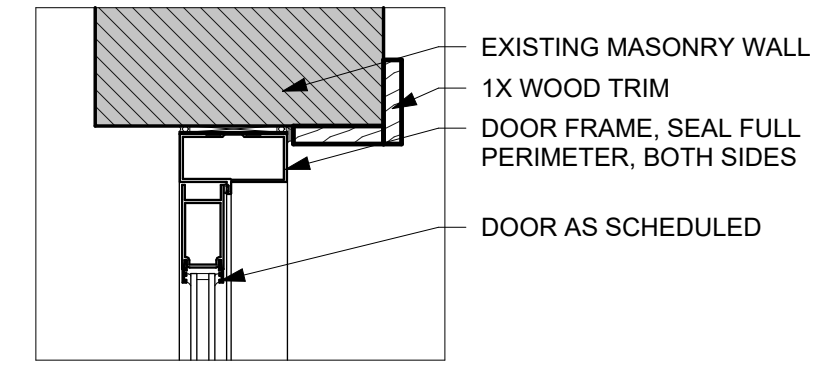 EXISTING MASONRY WALL
1X WOOD TRIM
DOOR FRAME, SEAL FULL
PERIMETER, BOTH SIDES
DOOR AS SCHEDULED